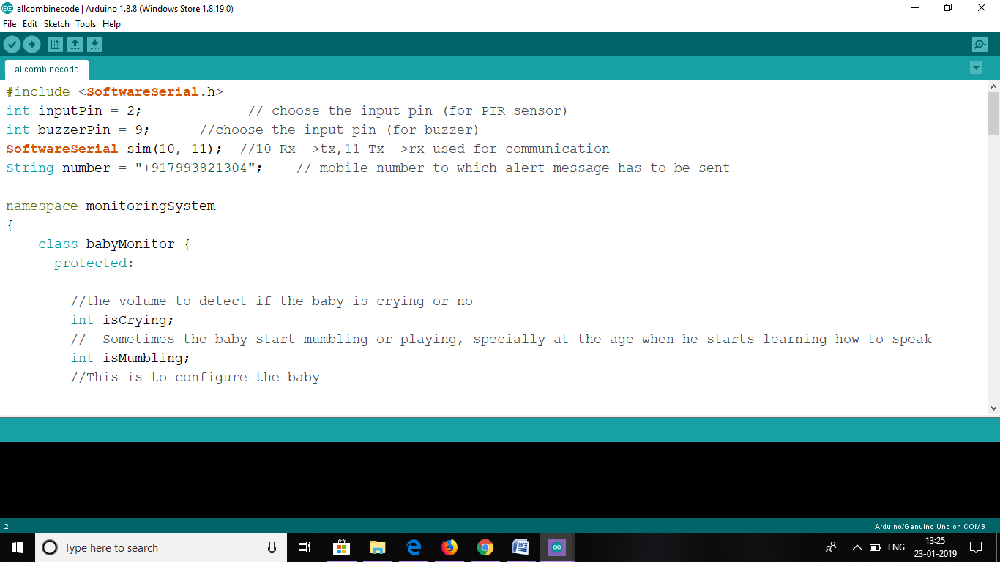 allcombinecode | Arduino 1.8.8 (Windows Store 1.8.19.0)
File Edit Sketch Tools Help
allcombinecode
#include <SoftwareSerial.h>
int inputPin = 2;             // choose the input pin (for PIR sensor)
int buzzerPin = 9;      //choose the input pin (for buzzer)
SoftwareSerial sim(10, 11);  //10-Rx-->tx,11-Tx-->rx used for communication
String number = "+917993821304";    // mobile number to which alert message has to be sent
namespace monitoringSystem
{
    class babyMonitor {
      protected:
        //the volume to detect if the baby is crying or no
        int isCrying;
        //  Sometimes the baby start mumbling or playing, specially at the age when he starts learning how to speak
        int isMumbling;
        //This is to configure the baby
2
Arduino/Genuino Uno on COM3
Type here to search
ENG
13:25
23-01-2019